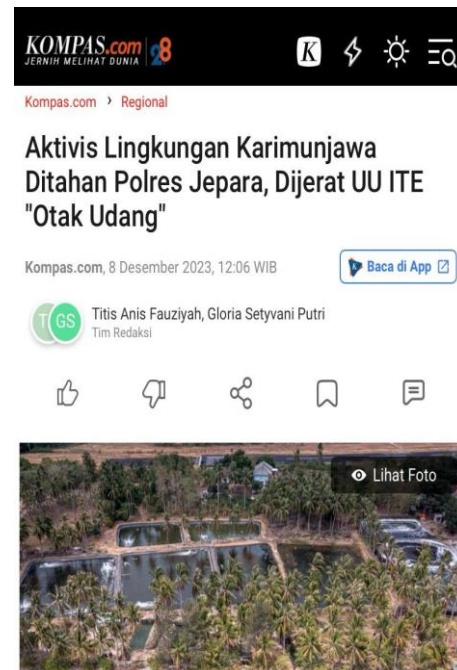 KOMPAS.com 28
JERNIH MELIHAT DUNIA
K
Kompas.com › Regional
Aktivis Lingkungan Karimunjawa
Ditahan Polres Jepara, Dijerat UU ITE
"Otak Udang"
Kompas.com, 8 Desember 2023, 12:06 WIB
Baca di App
T GS
Titis Anis Fauziyah, Gloria Setyvani Putri
Tim Redaksi
Lihat Foto